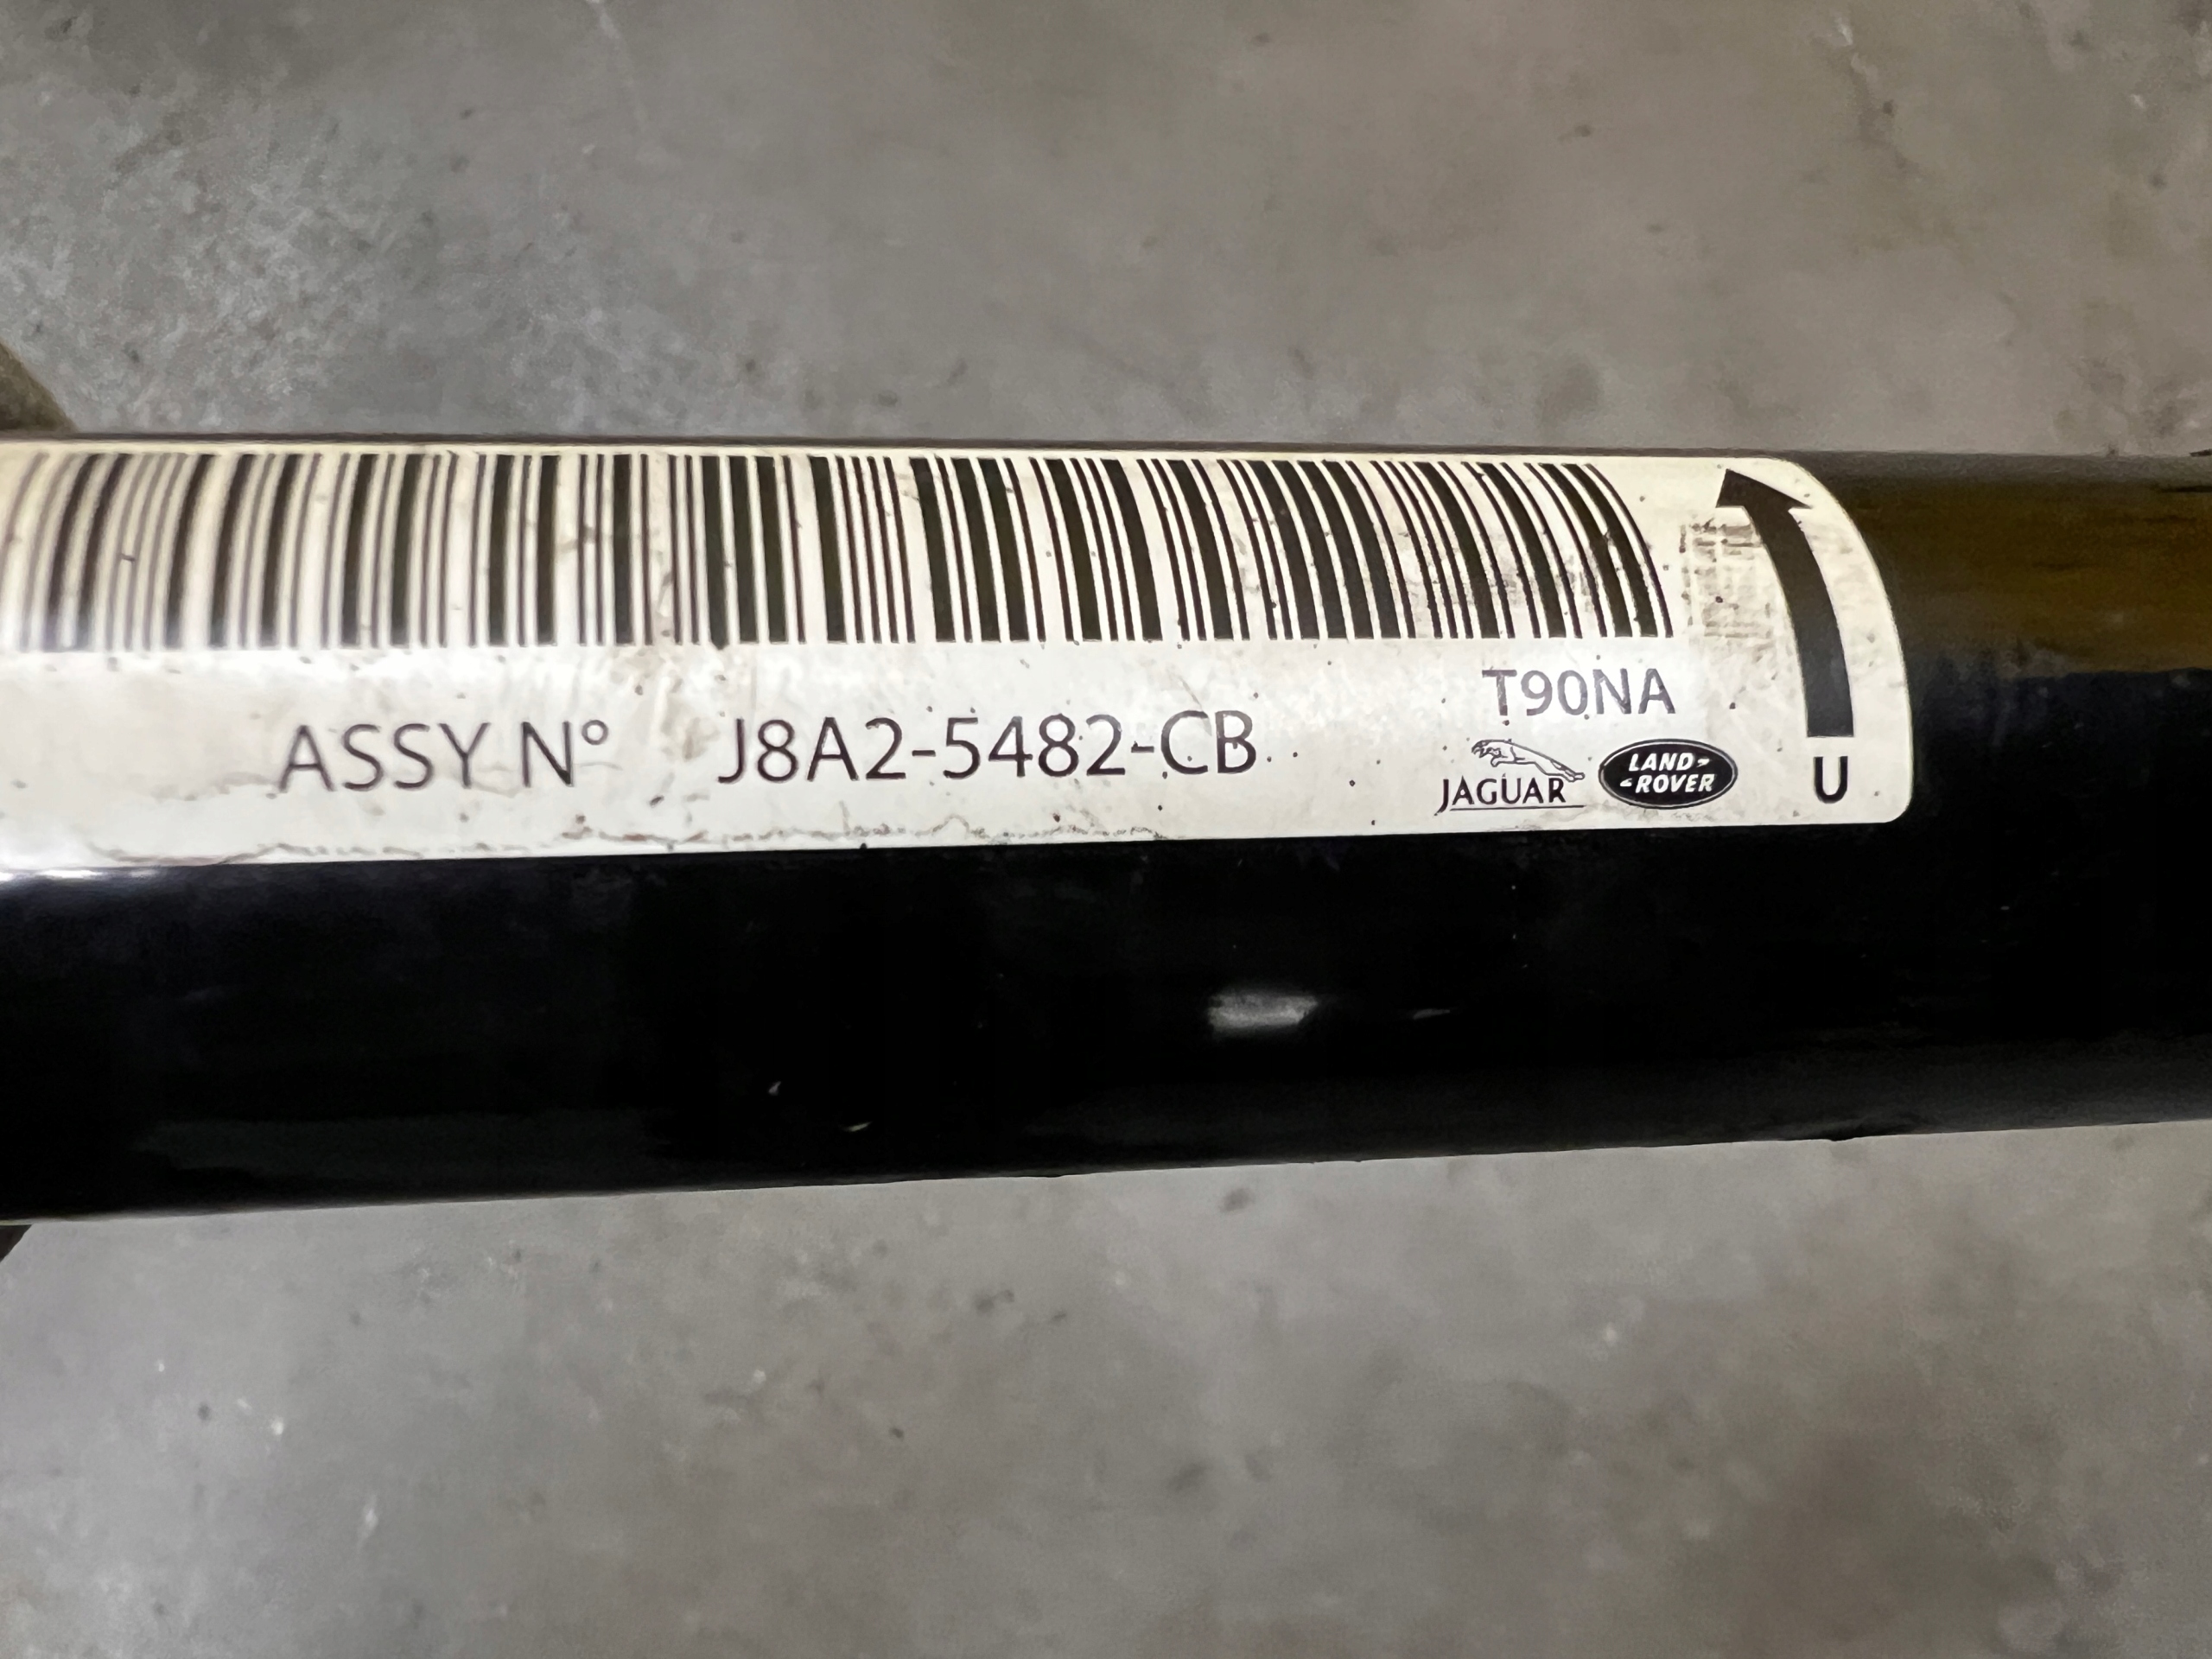 T90NA
ASSY N° J8A2-5482-CB
JAGUAR
LAND
ROVER
U